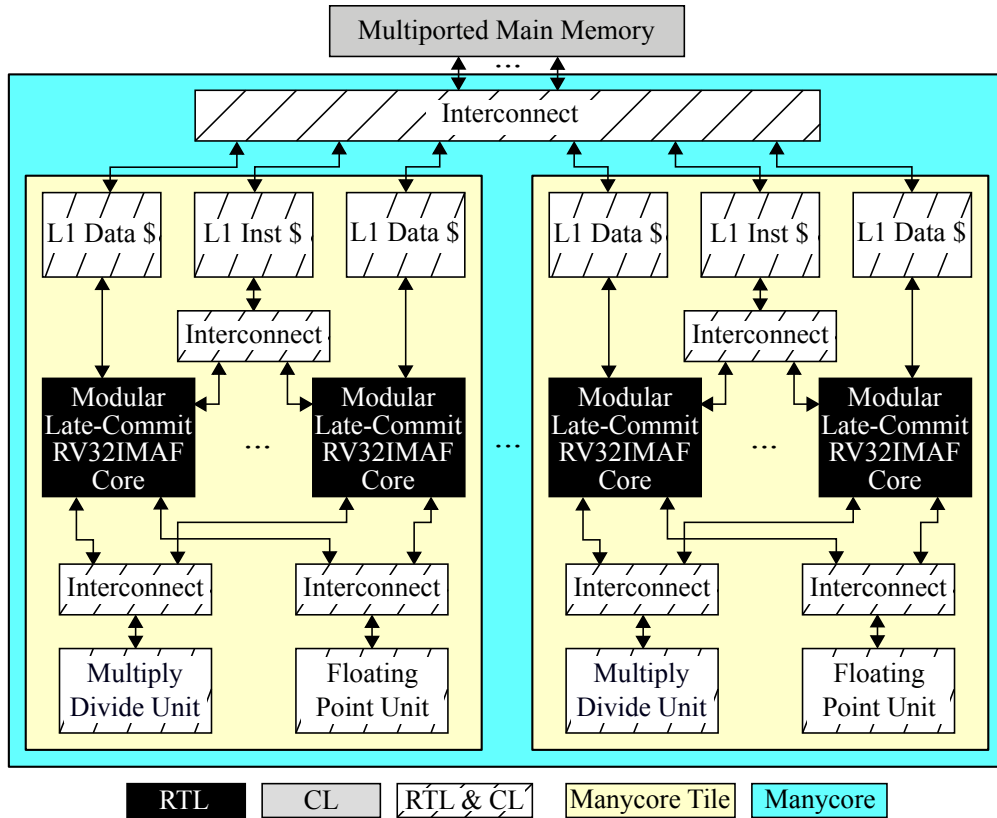 Multiported Main Memory
...
Interconnect
L1 Data $
L1 Inst $
L1 Data $
L1 Data $
L1 Inst $
L1 Data $
Interconnect
Interconnect
Modular
Late-Commit
RV32IMAF
Core
...
Modular
Late-Commit
RV32IMAF
Core
...
Modular
Late-Commit
RV32IMAF
Core
...
Modular
Late-Commit
RV32IMAF
Core
Interconnect
Interconnect
Interconnect
Interconnect
Multiply
Divide Unit
Floating
Point Unit
Multiply
Divide Unit
Floating
Point Unit
RTL
CL
RTL & CL
Manycore Tile
Manycore